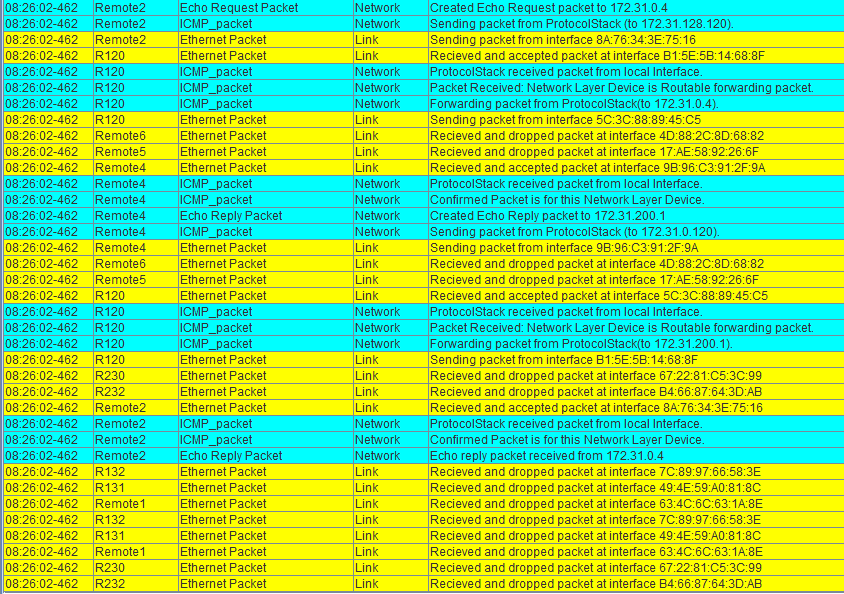 08:26:02-462 Remote2 Echo Request Packet Network Created Echo Request packet to 172.31.0.4
08:26:02-462 Remote2 ICMP_packet Network Sending packet from ProtocolStack (to 172.31.128.120).
08:26:02-462 Remote2 Ethernet Packet Link Sending packet from interface 8A:76:34:3E:75:16
08:26:02-462 R120 Ethernet Packet Link Recieved and accepted packet at interface B1:5E:5B:14:68:8F
08:26:02-462 R120 ICMP_packet Network ProtocolStack received packet from local Interface.
08:26:02-462 R120 ICMP_packet Network Packet Received: Network Layer Device is Routable forwarding packet.
08:26:02-462 R120 ICMP_packet Network Forwarding packet from ProtocolStack(to 172.31.0.4).
08:26:02-462 R120 Ethernet Packet Link Sending packet from interface 5C:3C:88:89:45:C5
08:26:02-462 Remote6 Ethernet Packet Link Recieved and dropped packet at interface 4D:88:2C:8D:68:82
08:26:02-462 Remote5 Ethernet Packet Link Recieved and dropped packet at interface 17:AE:58:92:26:6F
08:26:02-462 Remote4 Ethernet Packet Link Recieved and accepted packet at interface 9B:96:C3:91:2F:9A
08:26:02-462 Remote4 ICMP_packet Network ProtocolStack received packet from local Interface.
08:26:02-462 Remote4 ICMP_packet Network Confirmed Packet is for this Network Layer Device.
08:26:02-462 Remote4 Echo Reply Packet Network Created Echo Reply packet to 172.31.200.1
08:26:02-462 Remote4 ICMP_packet Network Sending packet from ProtocolStack (to 172.31.0.120).
08:26:02-462 Remote4 Ethernet Packet Link Sending packet from interface 9B:96:C3:91:2F:9A
08:26:02-462 Remote6 Ethernet Packet Link Recieved and dropped packet at interface 4D:88:2C:8D:68:82
08:26:02-462 Remote5 Ethernet Packet Link Recieved and dropped packet at interface 17:AE:58:92:26:6F
08:26:02-462 R120 Ethernet Packet Link Recieved and accepted packet at interface 5C:3C:88:89:45:C5
08:26:02-462 R120 ICMP_packet Network ProtocolStack received packet from local Interface.
08:26:02-462 R120 ICMP_packet Network Packet Received: Network Layer Device is Routable forwarding packet.
08:26:02-462 R120 ICMP_packet Network Forwarding packet from ProtocolStack(to 172.31.200.1).
08:26:02-462 R120 Ethernet Packet Link Sending packet from interface B1:5E:5B:14:68:8F
08:26:02-462 R230 Ethernet Packet Link Recieved and dropped packet at interface 67:22:81:C5:3C:99
08:26:02-462 R232 Ethernet Packet Link Recieved and dropped packet at interface B4:66:87:64:3D:AB
08:26:02-462 Remote2 Ethernet Packet Link Recieved and accepted packet at interface 8A:76:34:3E:75:16
08:26:02-462 Remote2 ICMP_packet Network ProtocolStack received packet from local Interface.
08:26:02-462 Remote2 ICMP_packet Network Confirmed Packet is for this Network Layer Device.
08:26:02-462 Remote2 Echo Reply Packet Network Echo reply packet received from 172.31.0.4
08:26:02-462 R132 Ethernet Packet Link Recieved and dropped packet at interface 7C:89:97:66:58:3E
08:26:02-462 R131 Ethernet Packet Link Recieved and dropped packet at interface 49:4E:59:A0:81:8C
08:26:02-462 Remote1 Ethernet Packet Link Recieved and dropped packet at interface 63:4C:6C:63:1A:8E
08:26:02-462 R132 Ethernet Packet Link Recieved and dropped packet at interface 7C:89:97:66:58:3E
08:26:02-462 R131 Ethernet Packet Link Recieved and dropped packet at interface 49:4E:59:A0:81:8C
08:26:02-462 Remote1 Ethernet Packet Link Recieved and dropped packet at interface 63:4C:6C:63:1A:8E
08:26:02-462 R230 Ethernet Packet Link Recieved and dropped packet at interface 67:22:81:C5:3C:99
08:26:02-462 R232 Ethernet Packet Link Recieved and dropped packet at interface B4:66:87:64:3D:AB